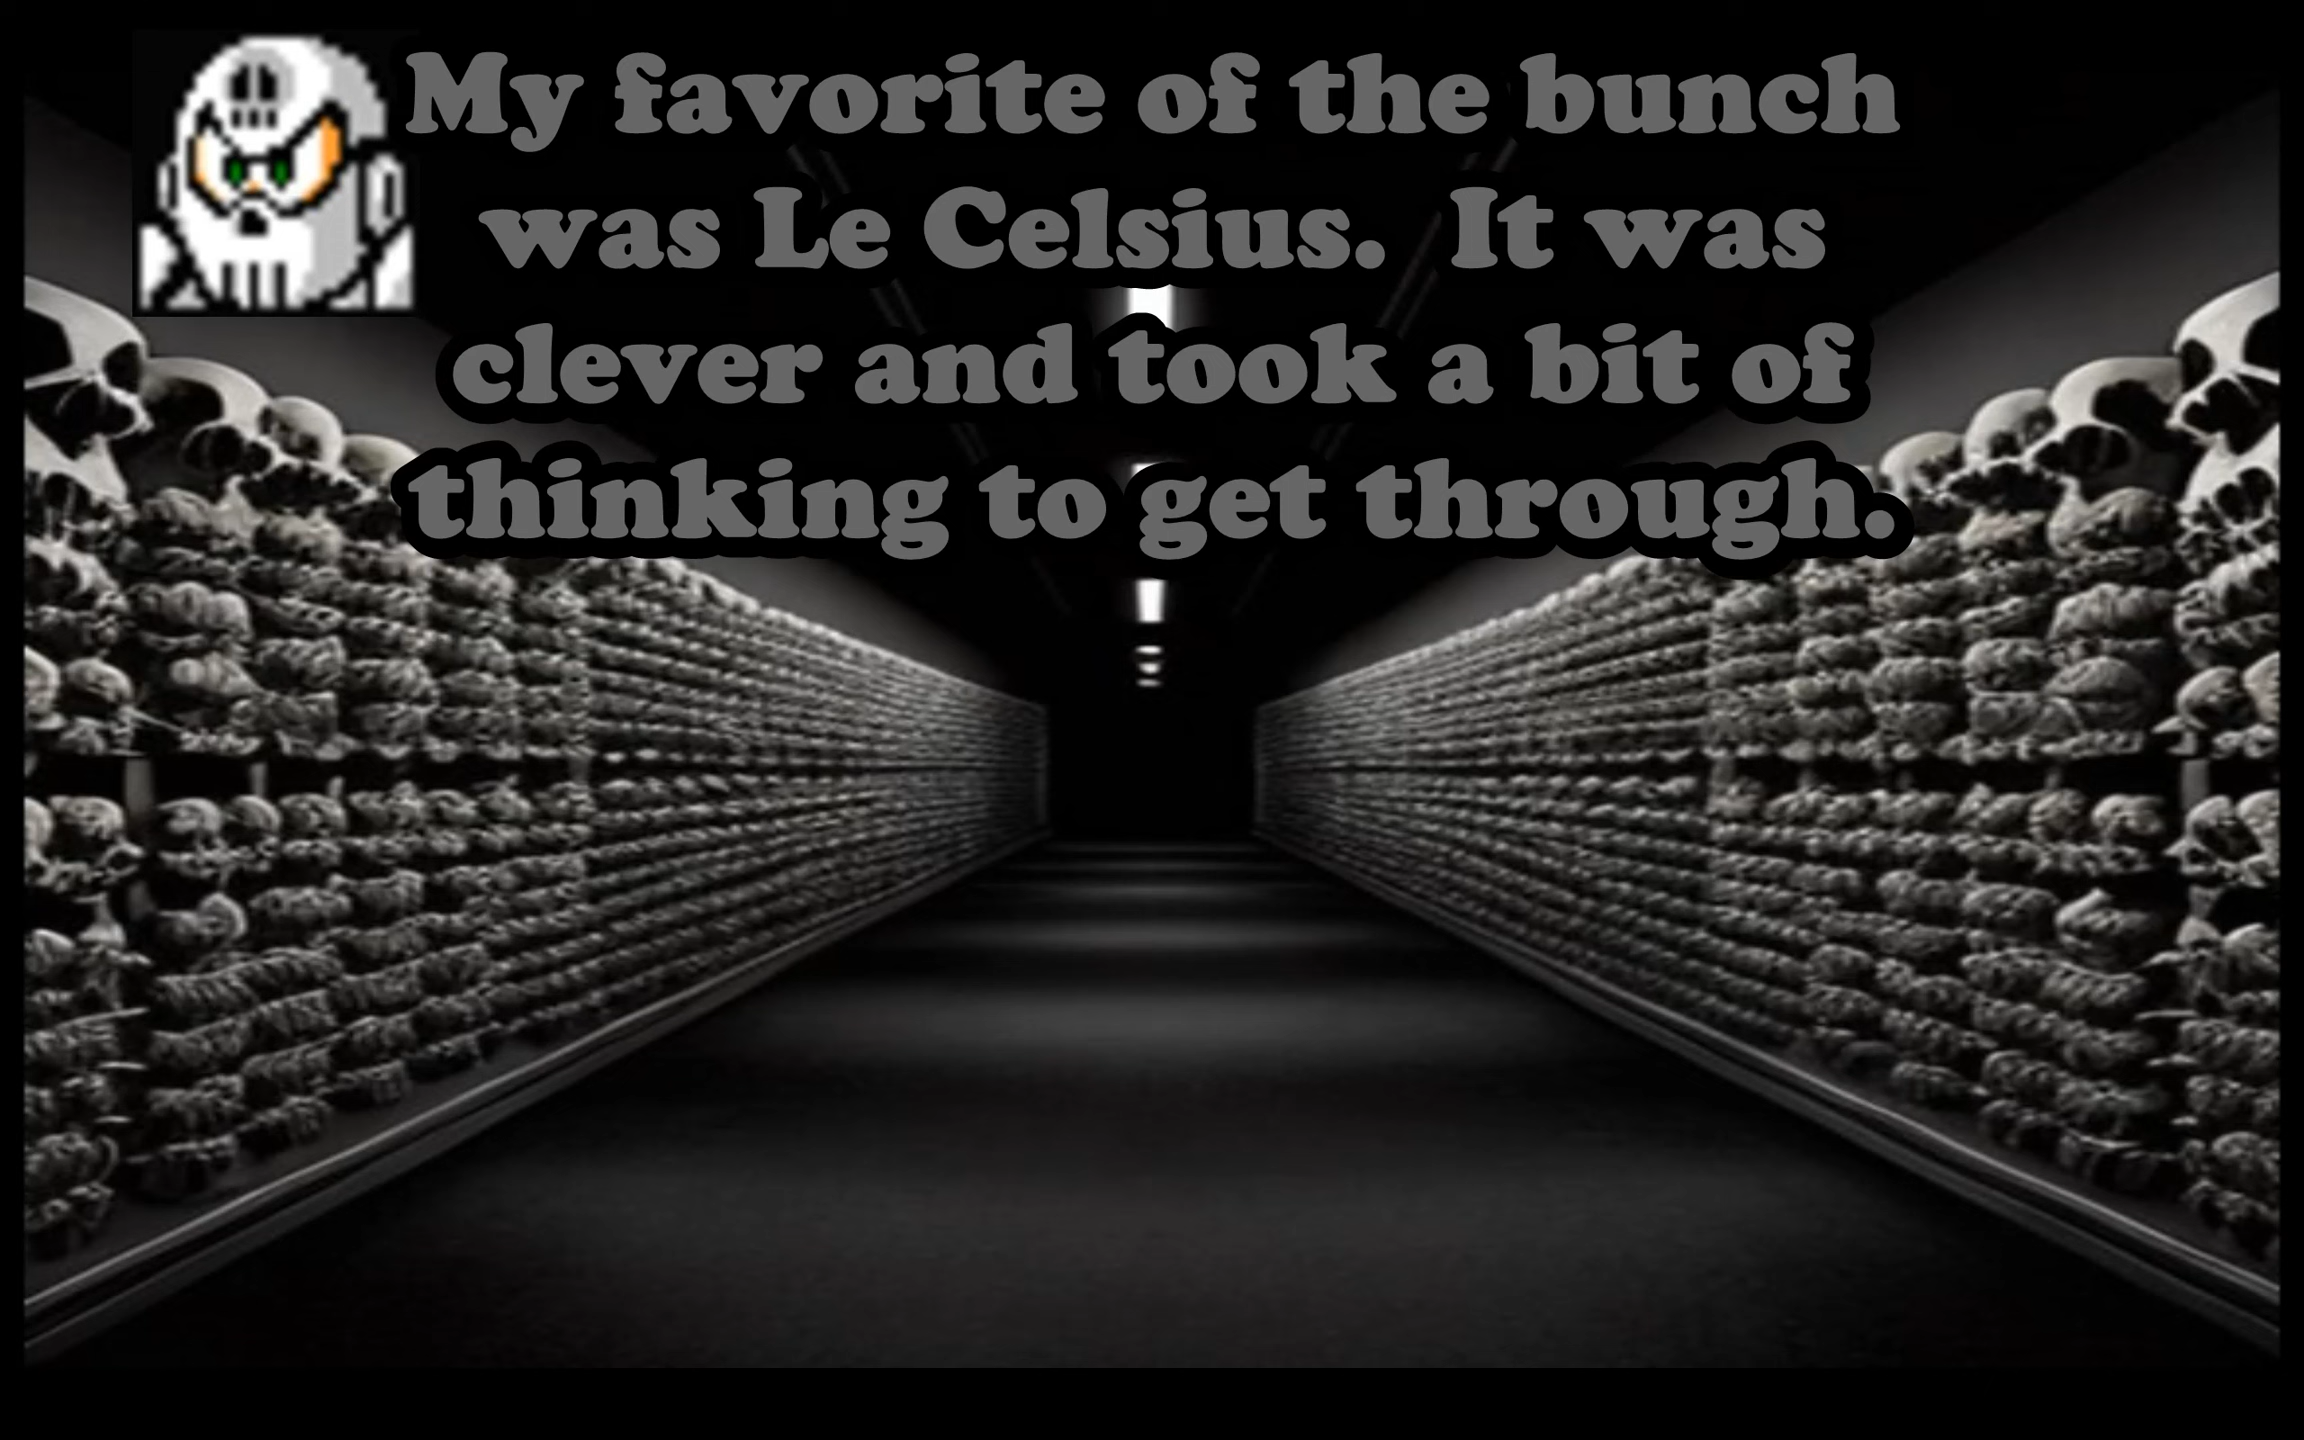 My favorite of the bunch
was Le Celsius.  It was
clever and took a bit of
thinking to get through.